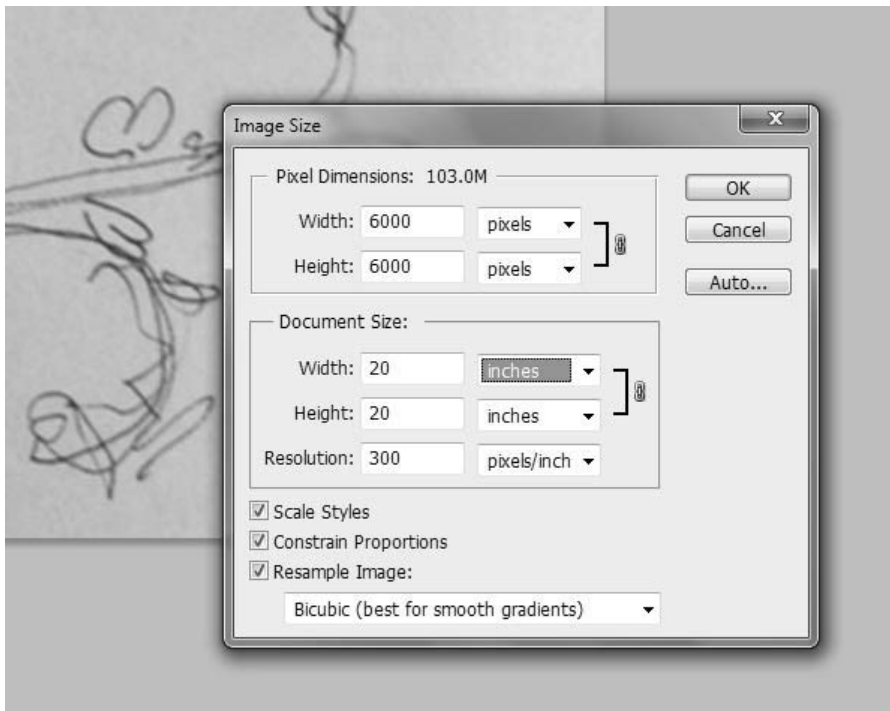 Image Size
X
Pixel Dimensions: 103.0M
Width: 6000 pixels
Height: 6000 pixels
OK
Cancel
Auto...
Document Size:
Width: 20 inches
Height: 20 inches
Resolution: 300 pixels/inch
Scale Styles
Constrain Proportions
Resample Image:
Bicubic (best for smooth gradients)